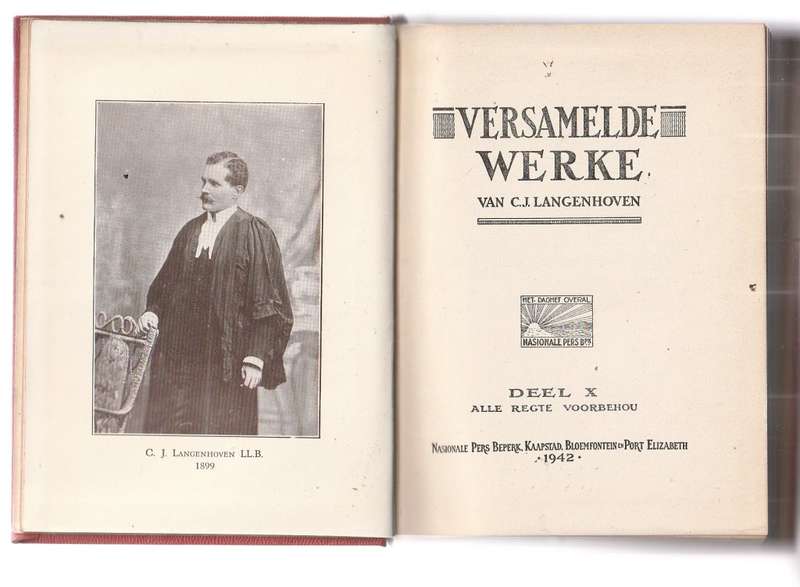 C. J. LANGENHOVEN LL.B.
1899
VERSAMELDE
WERKE.
VAN C.J. LANGENHOVEN
HET DAGHET OVERAL
NASIONALE PERS BPK
DEEL X
ALLE REGTE VOORBEHOU
NASIONALE PERS BEPERK, KAAPSTAD, BLOEMFONTEIN EN PORT ELIZABETH
· 1942 ·